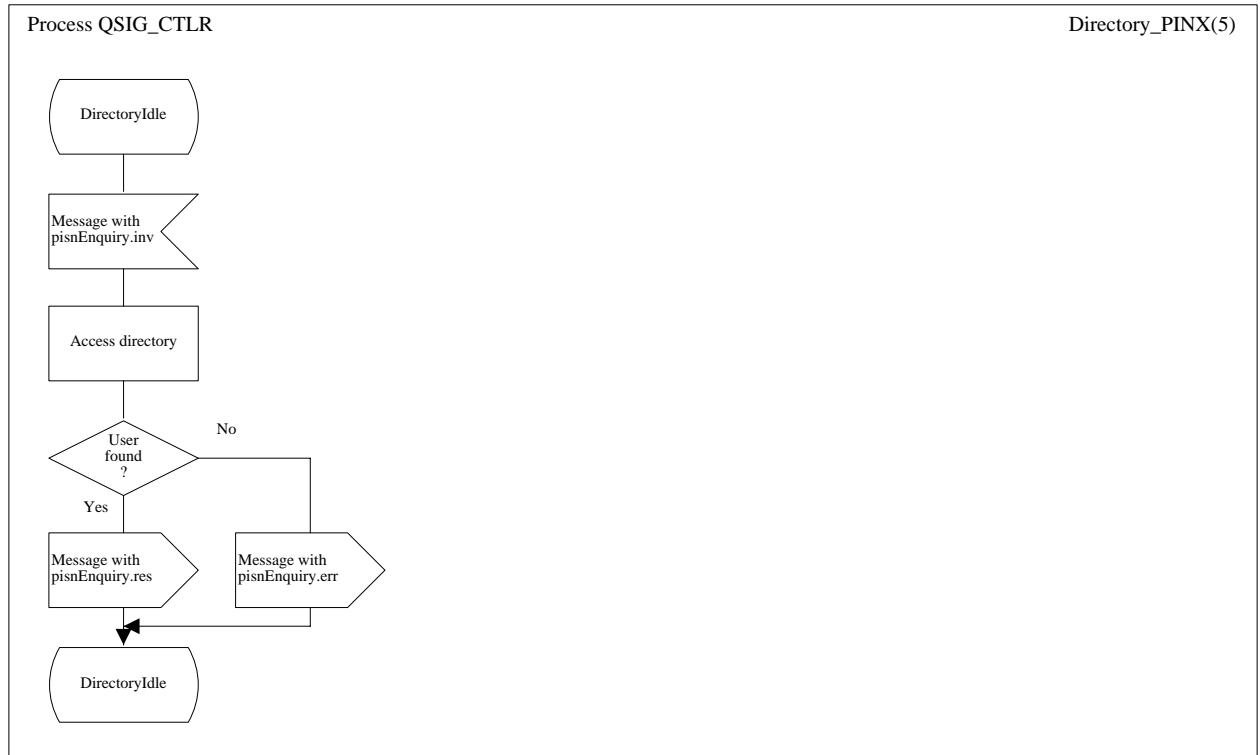 Process QSIG_CTLR
Directory_PINX(5)
DirectoryIdle
Message with
pisnEnquiry.inv
Access directory
User
found
?
No
Yes
Message with
pisnEnquiry.res
Message with
pisnEnquiry.err
DirectoryIdle